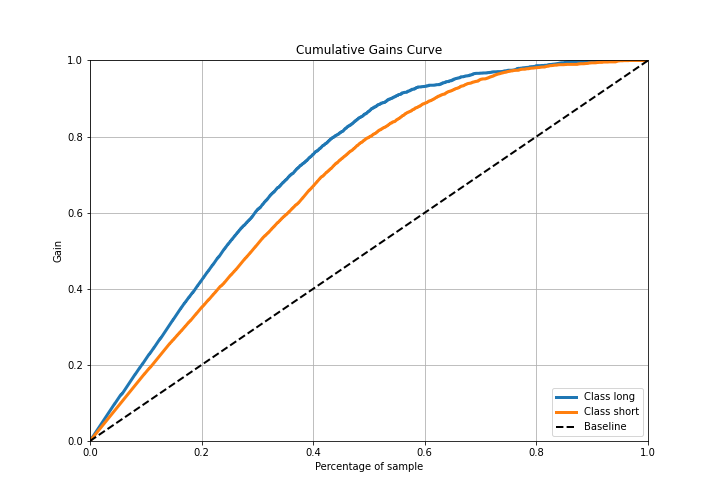 Cumulative Gains Curve
1.0
0.8
0.6
0.4
0.2
0.0
Gain
0.0 0.2 0.4 0.6 0.8 1.0
Percentage of sample
Class long
Class short
Baseline